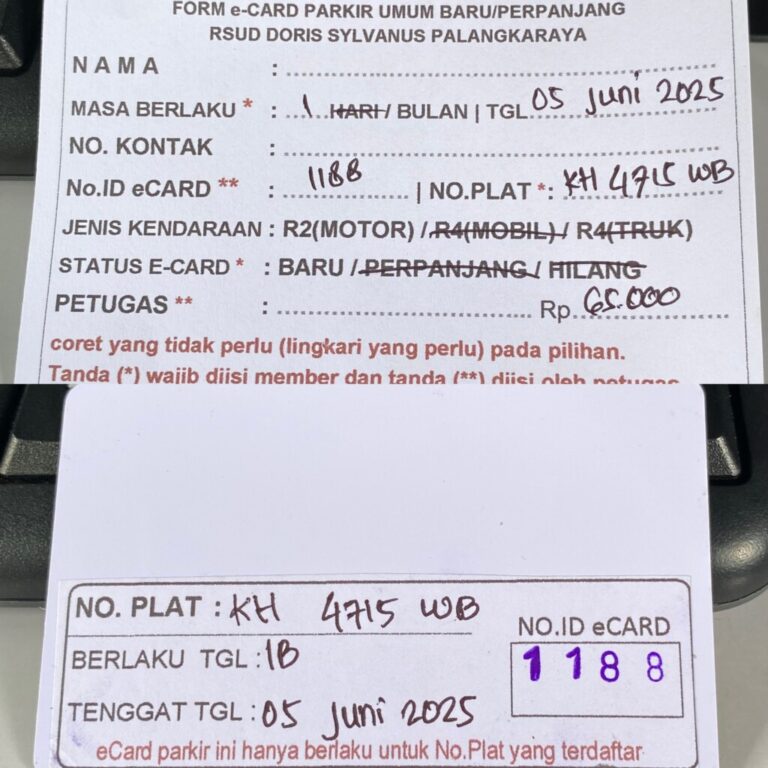 FORM e-CARD PARKIR UMUM BARU/PERPANJANG
RSUD DORIS SYLVANUS PALANGKARAYA
N A M A :
MASA BERLAKU * : 1 HARI / BULAN | TGL 05 Juni 2025
NO. KONTAK :
No.ID eCARD ** : 1188 | NO.PLAT *: KH 4715 WB
JENIS KENDARAAN : R2(MOTOR) / R4(MOBIL) / R4(TRUK)
STATUS E-CARD * : BARU / PERPANJANG / HILANG
PETUGAS ** : Rp. 65.000
coret yang tidak perlu (lingkari yang perlu) pada pilihan.
Tanda (*) wajib diisi member dan tanda (**) diisi oleh petugas
NO. PLAT : KH 4715 WB
NO.ID eCARD
BERLAKU TGL : 1B
1188
TENGGAT TGL : 05 Juni 2025
eCard parkir ini hanya berlaku untuk No.Plat yang terdaftar